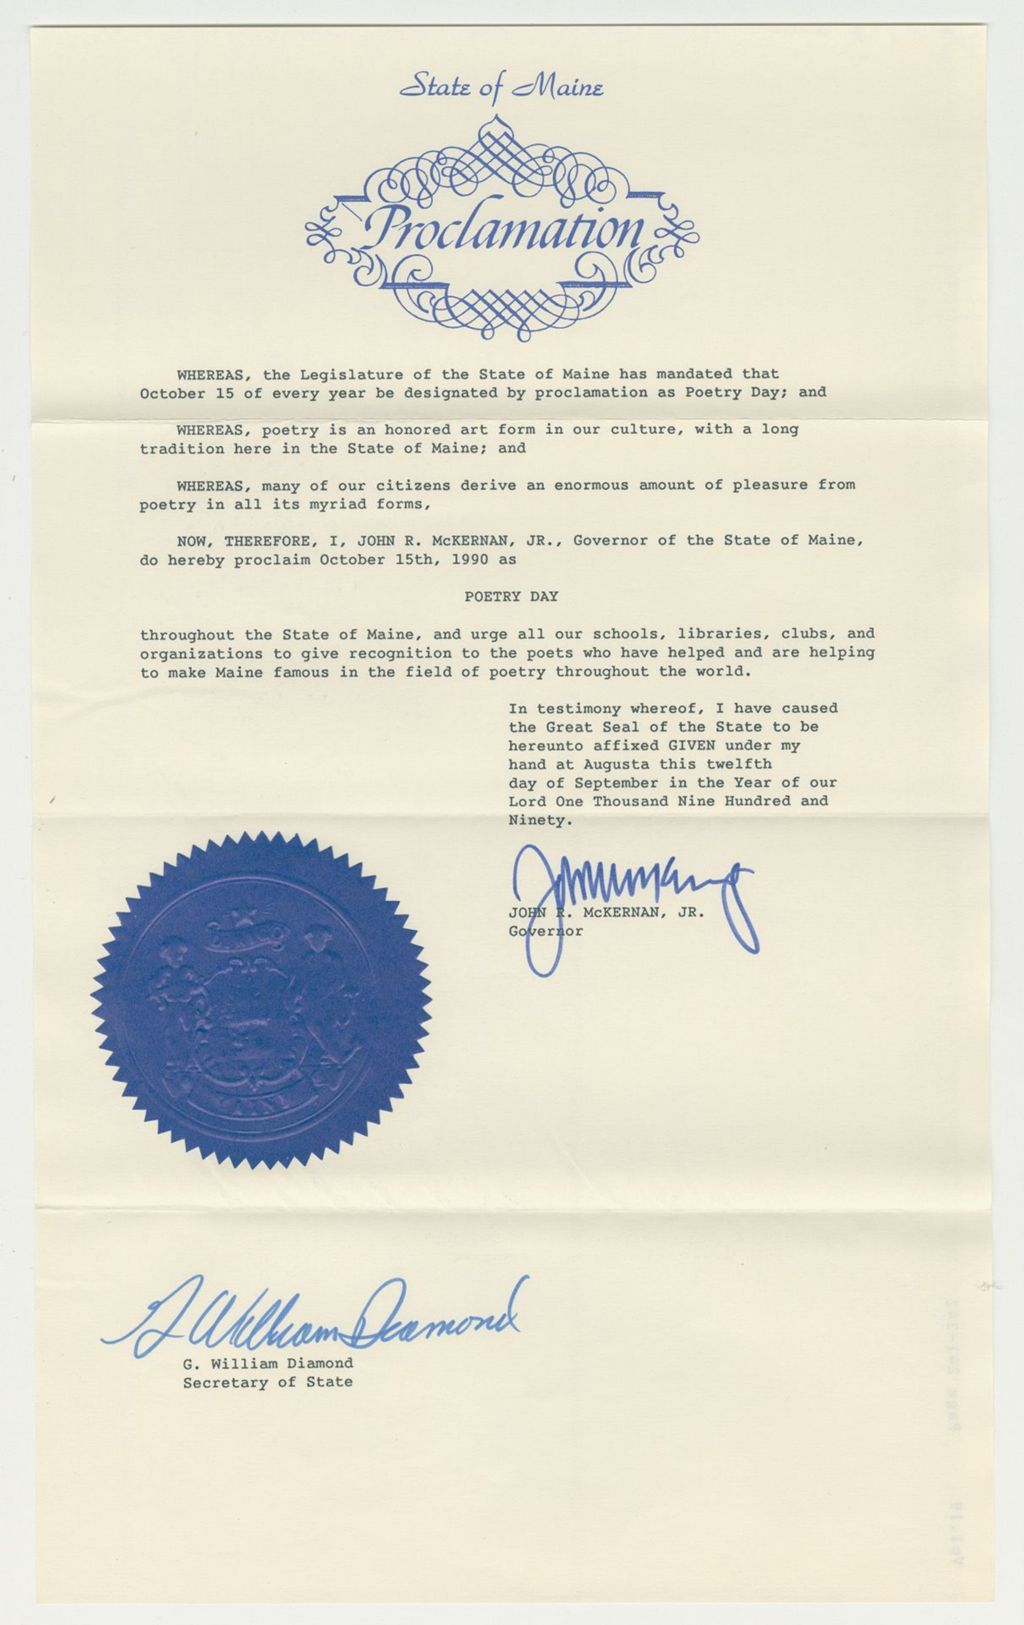 State of Maine
Proclamation
WHEREAS, the Legislature of the State of Maine has mandated that
October 15 of every year be designated by proclamation as Poetry Day; and
WHEREAS, poetry is an honored art form in our culture, with a long
tradition here in the State of Maine; and
WHEREAS, many of our citizens derive an enormous amount of pleasure from
poetry in all its myriad forms,
NOW, THEREFORE, I, JOHN R. McKERNAN, JR., Governor of the State of Maine,
do hereby proclaim October 15th, 1990 as
POETRY DAY
throughout the State of Maine, and urge all our schools, libraries, clubs, and
organizations to give recognition to the poets who have helped and are helping
to make Maine famous in the field of poetry throughout the world.
In testimony whereof, I have caused
the Great Seal of the State to be
hereunto affixed GIVEN under my
hand at Augusta this twelfth
day of September in the Year of our
Lord One Thousand Nine Hundred and
Ninety.
JOHN R. McKERNAN, JR.
Governor
MAINE
G William Diamond
G. William Diamond
Secretary of State